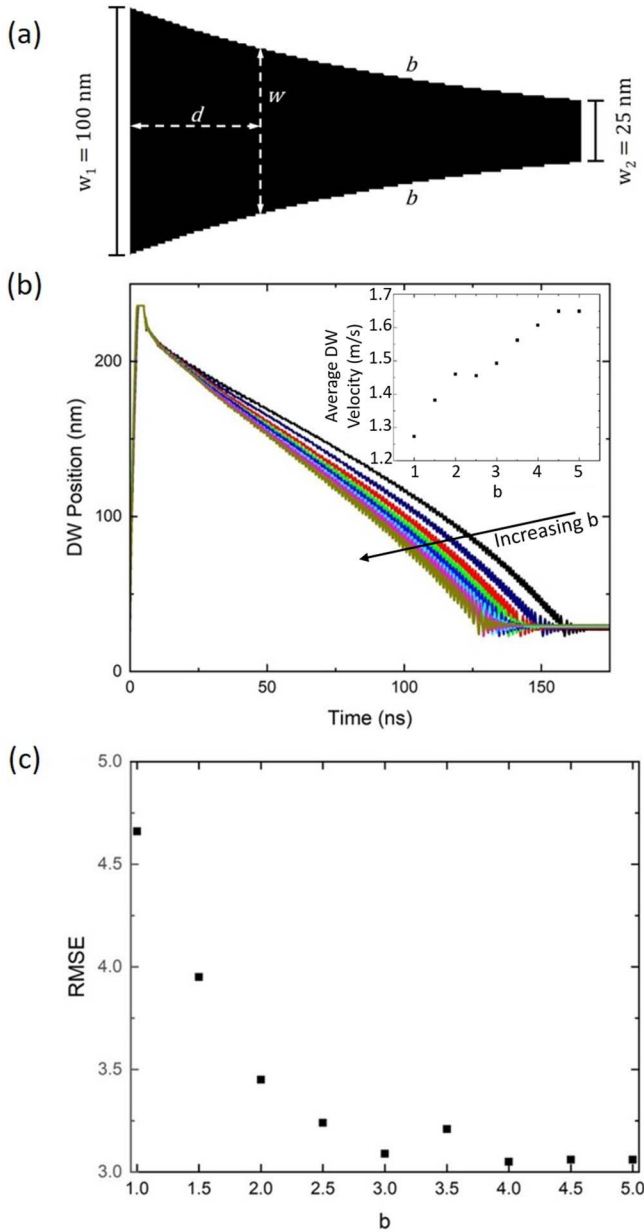 (a)
w₁ = 100 nm
d
w
b
b
w₂ = 25 nm
(b)
DW Position (nm)
200
100
0
0
50
100
150
Time (ns)
Increasing b
Average DW
Velocity (m/s)
1.7
1.6
1.5
1.4
1.3
1.2
1
2
3
4
5
b
(c)
RMSE
5.0
4.5
4.0
3.5
3.0
1.0
1.5
2.0
2.5
3.0
3.5
4.0
4.5
5.0
b